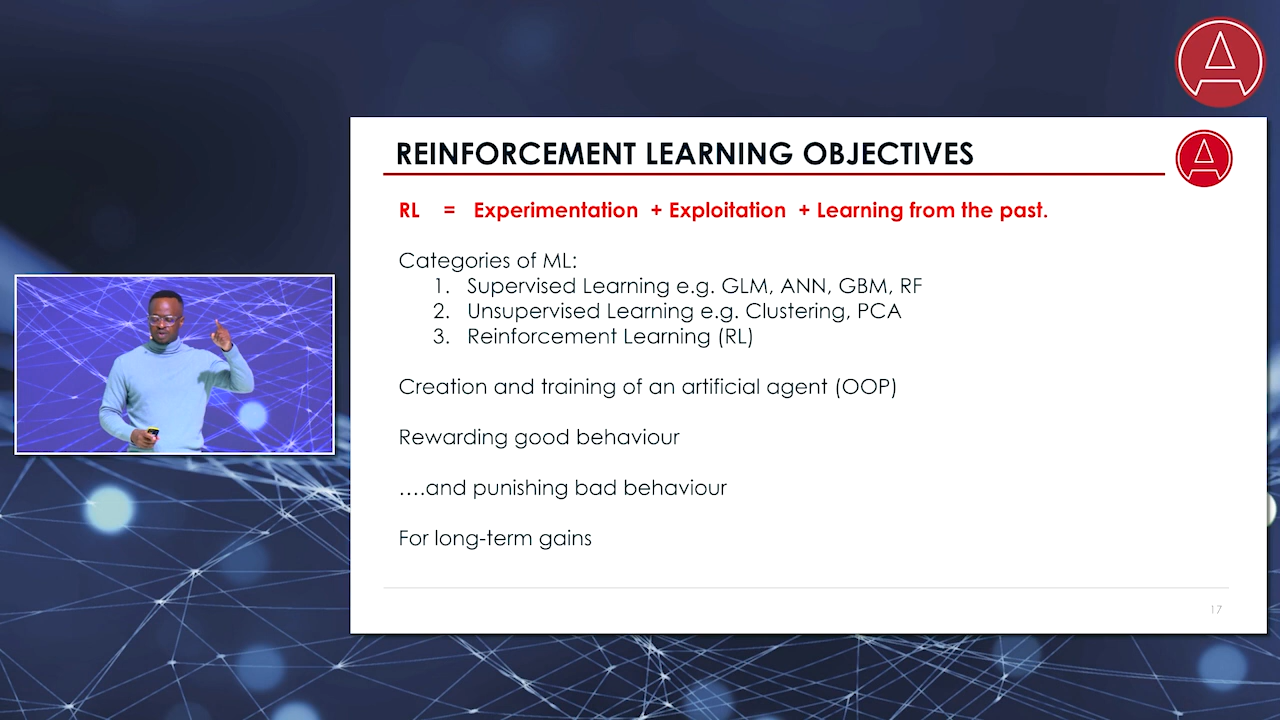 REINFORCEMENT LEARNING OBJECTIVES
RL = Experimentation + Exploitation + Learning from the past.
Categories of ML:
1. Supervised Learning e.g. GLM, ANN, GBM, RF
2. Unsupervised Learning e.g. Clustering, PCA
3. Reinforcement Learning (RL)
Creation and training of an artificial agent (OOP)
Rewarding good behaviour
....and punishing bad behaviour
For long-term gains
17